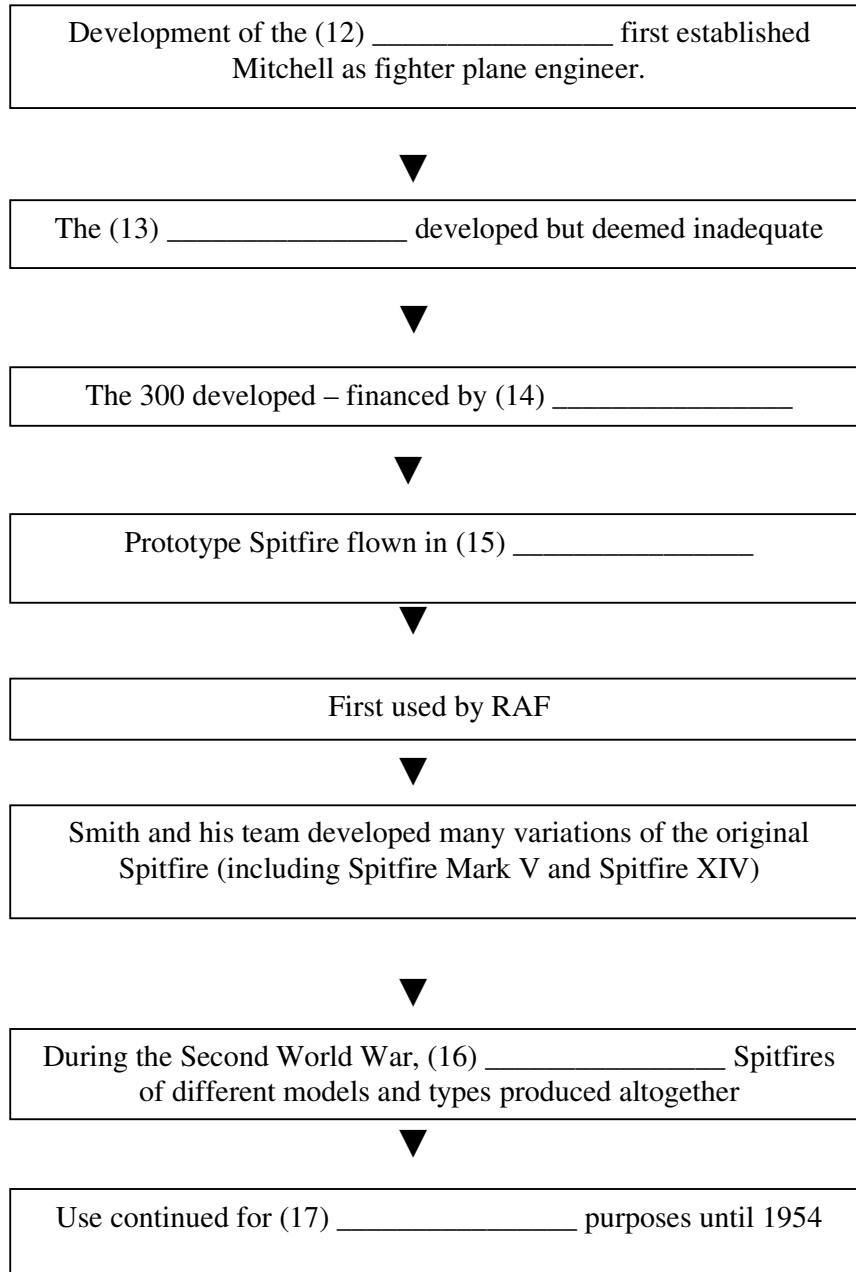 Development of the (12) ________________ first established
Mitchell as fighter plane engineer.
The (13) ________________ developed but deemed inadequate
The 300 developed – financed by (14) ________________
Prototype Spitfire flown in (15) ________________
First used by RAF
Smith and his team developed many variations of the original
Spitfire (including Spitfire Mark V and Spitfire XIV)
During the Second World War, (16) ________________ Spitfires
of different models and types produced altogether
Use continued for (17) ________________ purposes until 1954